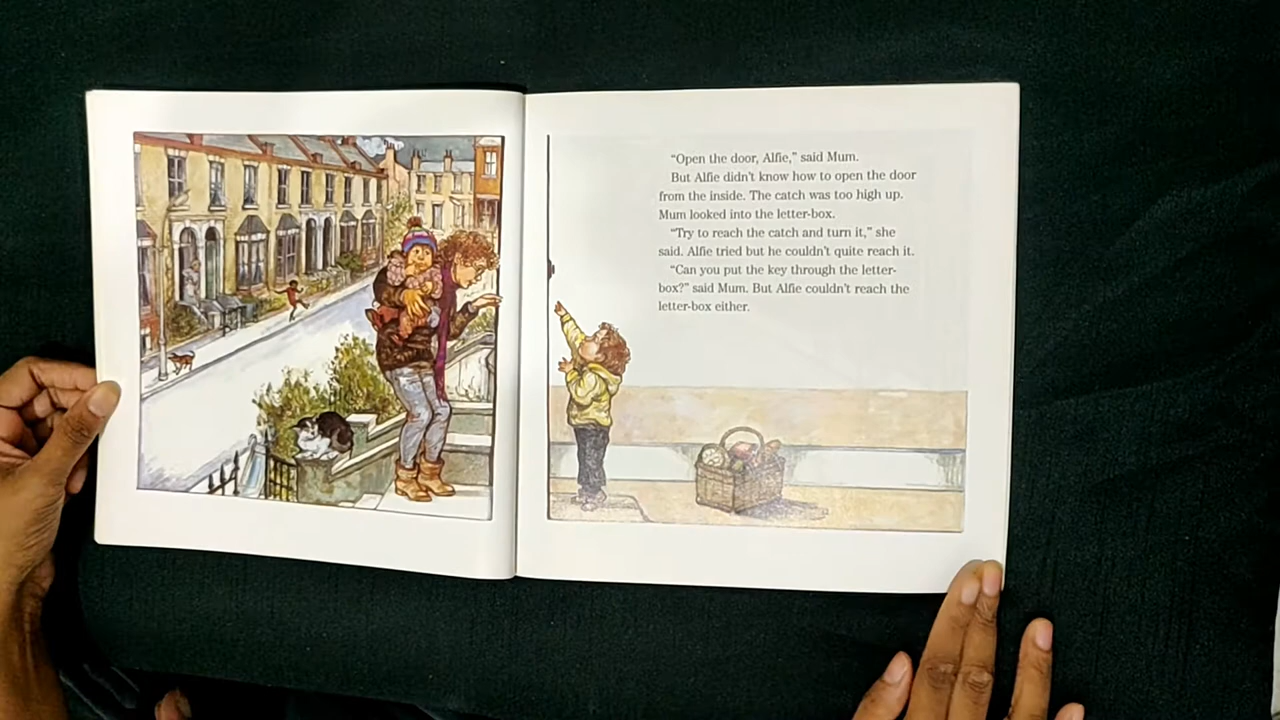 “Open the door, Alfie,” said Mum.
But Alfie didn’t know how to open the door
from the inside. The catch was too high up.
Mum looked into the letter-box.
“Try to reach the catch and turn it,” she
said. Alfie tried but he couldn’t quite reach it.
“Can you put the key through the letter-
box?” said Mum. But Alfie couldn’t reach the
letter-box either.